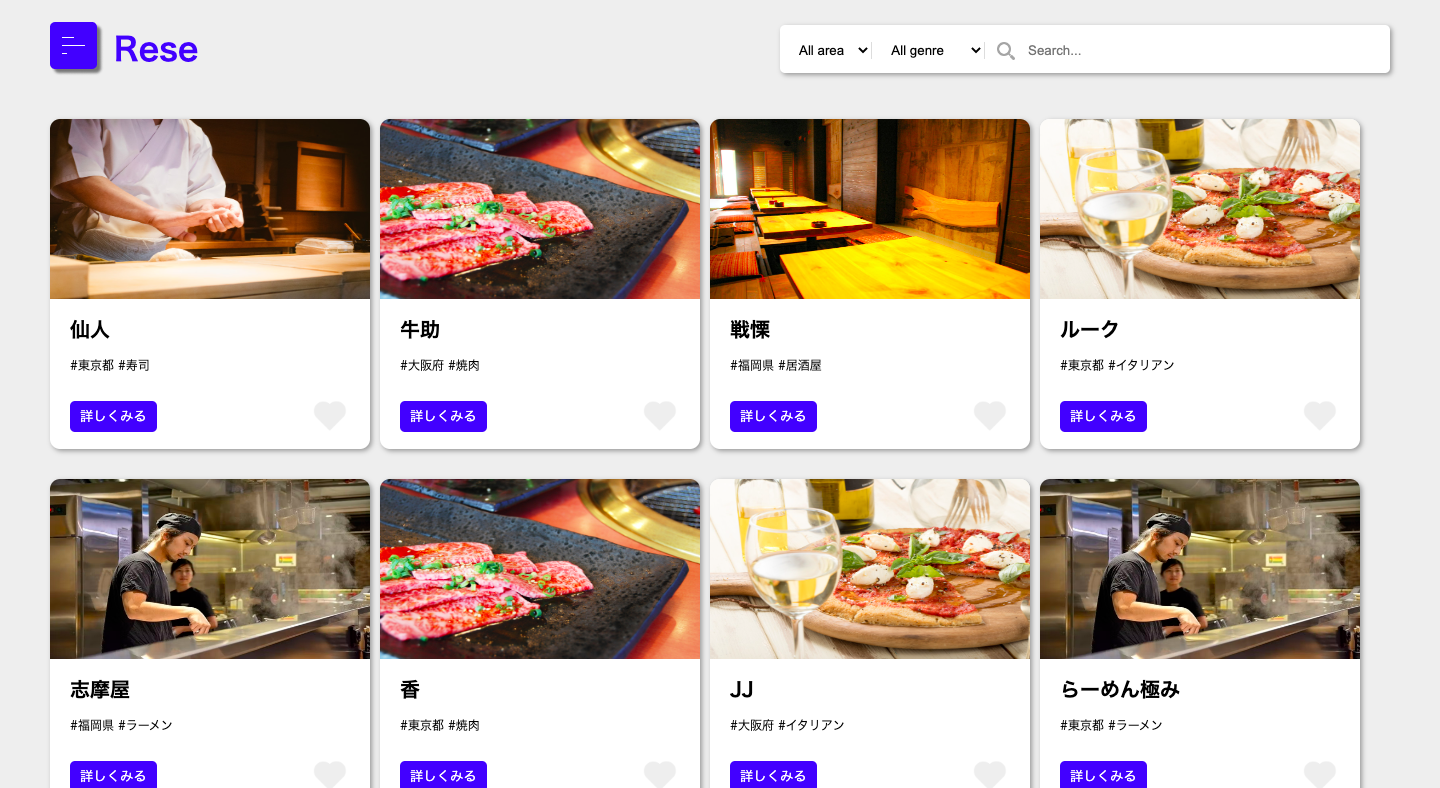 Rese
All area
All genre
Search...
仙人
#東京都 #寿司
詳しくみる
牛助
#大阪府 #焼肉
詳しくみる
戦慄
#福岡県 #居酒屋
詳しくみる
ルーク
#東京都 #イタリアン
詳しくみる
志摩屋
#福岡県 #ラーメン
詳しくみる
香
#東京都 #焼肉
詳しくみる
JJ
#大阪府 #イタリアン
詳しくみる
らーめん極み
#東京都 #ラーメン
詳しくみる